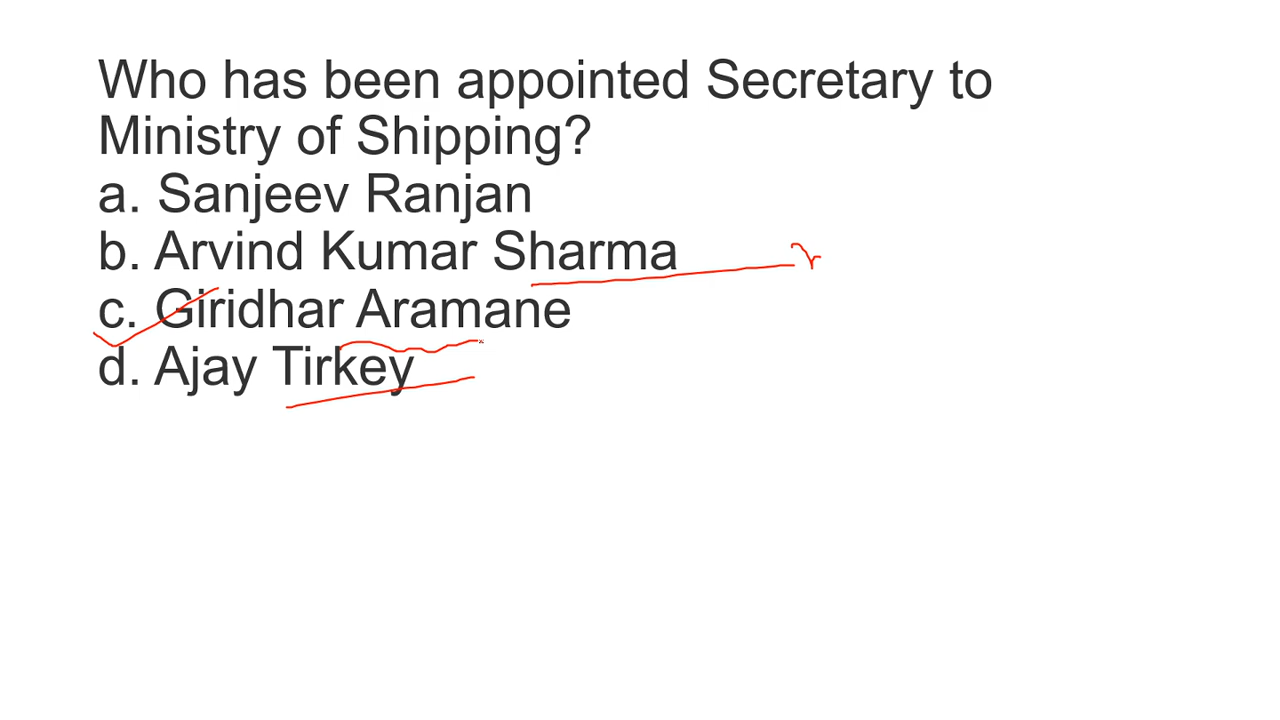 Who has been appointed Secretary to
Ministry of Shipping?
a. Sanjeev Ranjan
b. Arvind Kumar Sharma
c. Giridhar Aramane
d. Ajay Tirkey